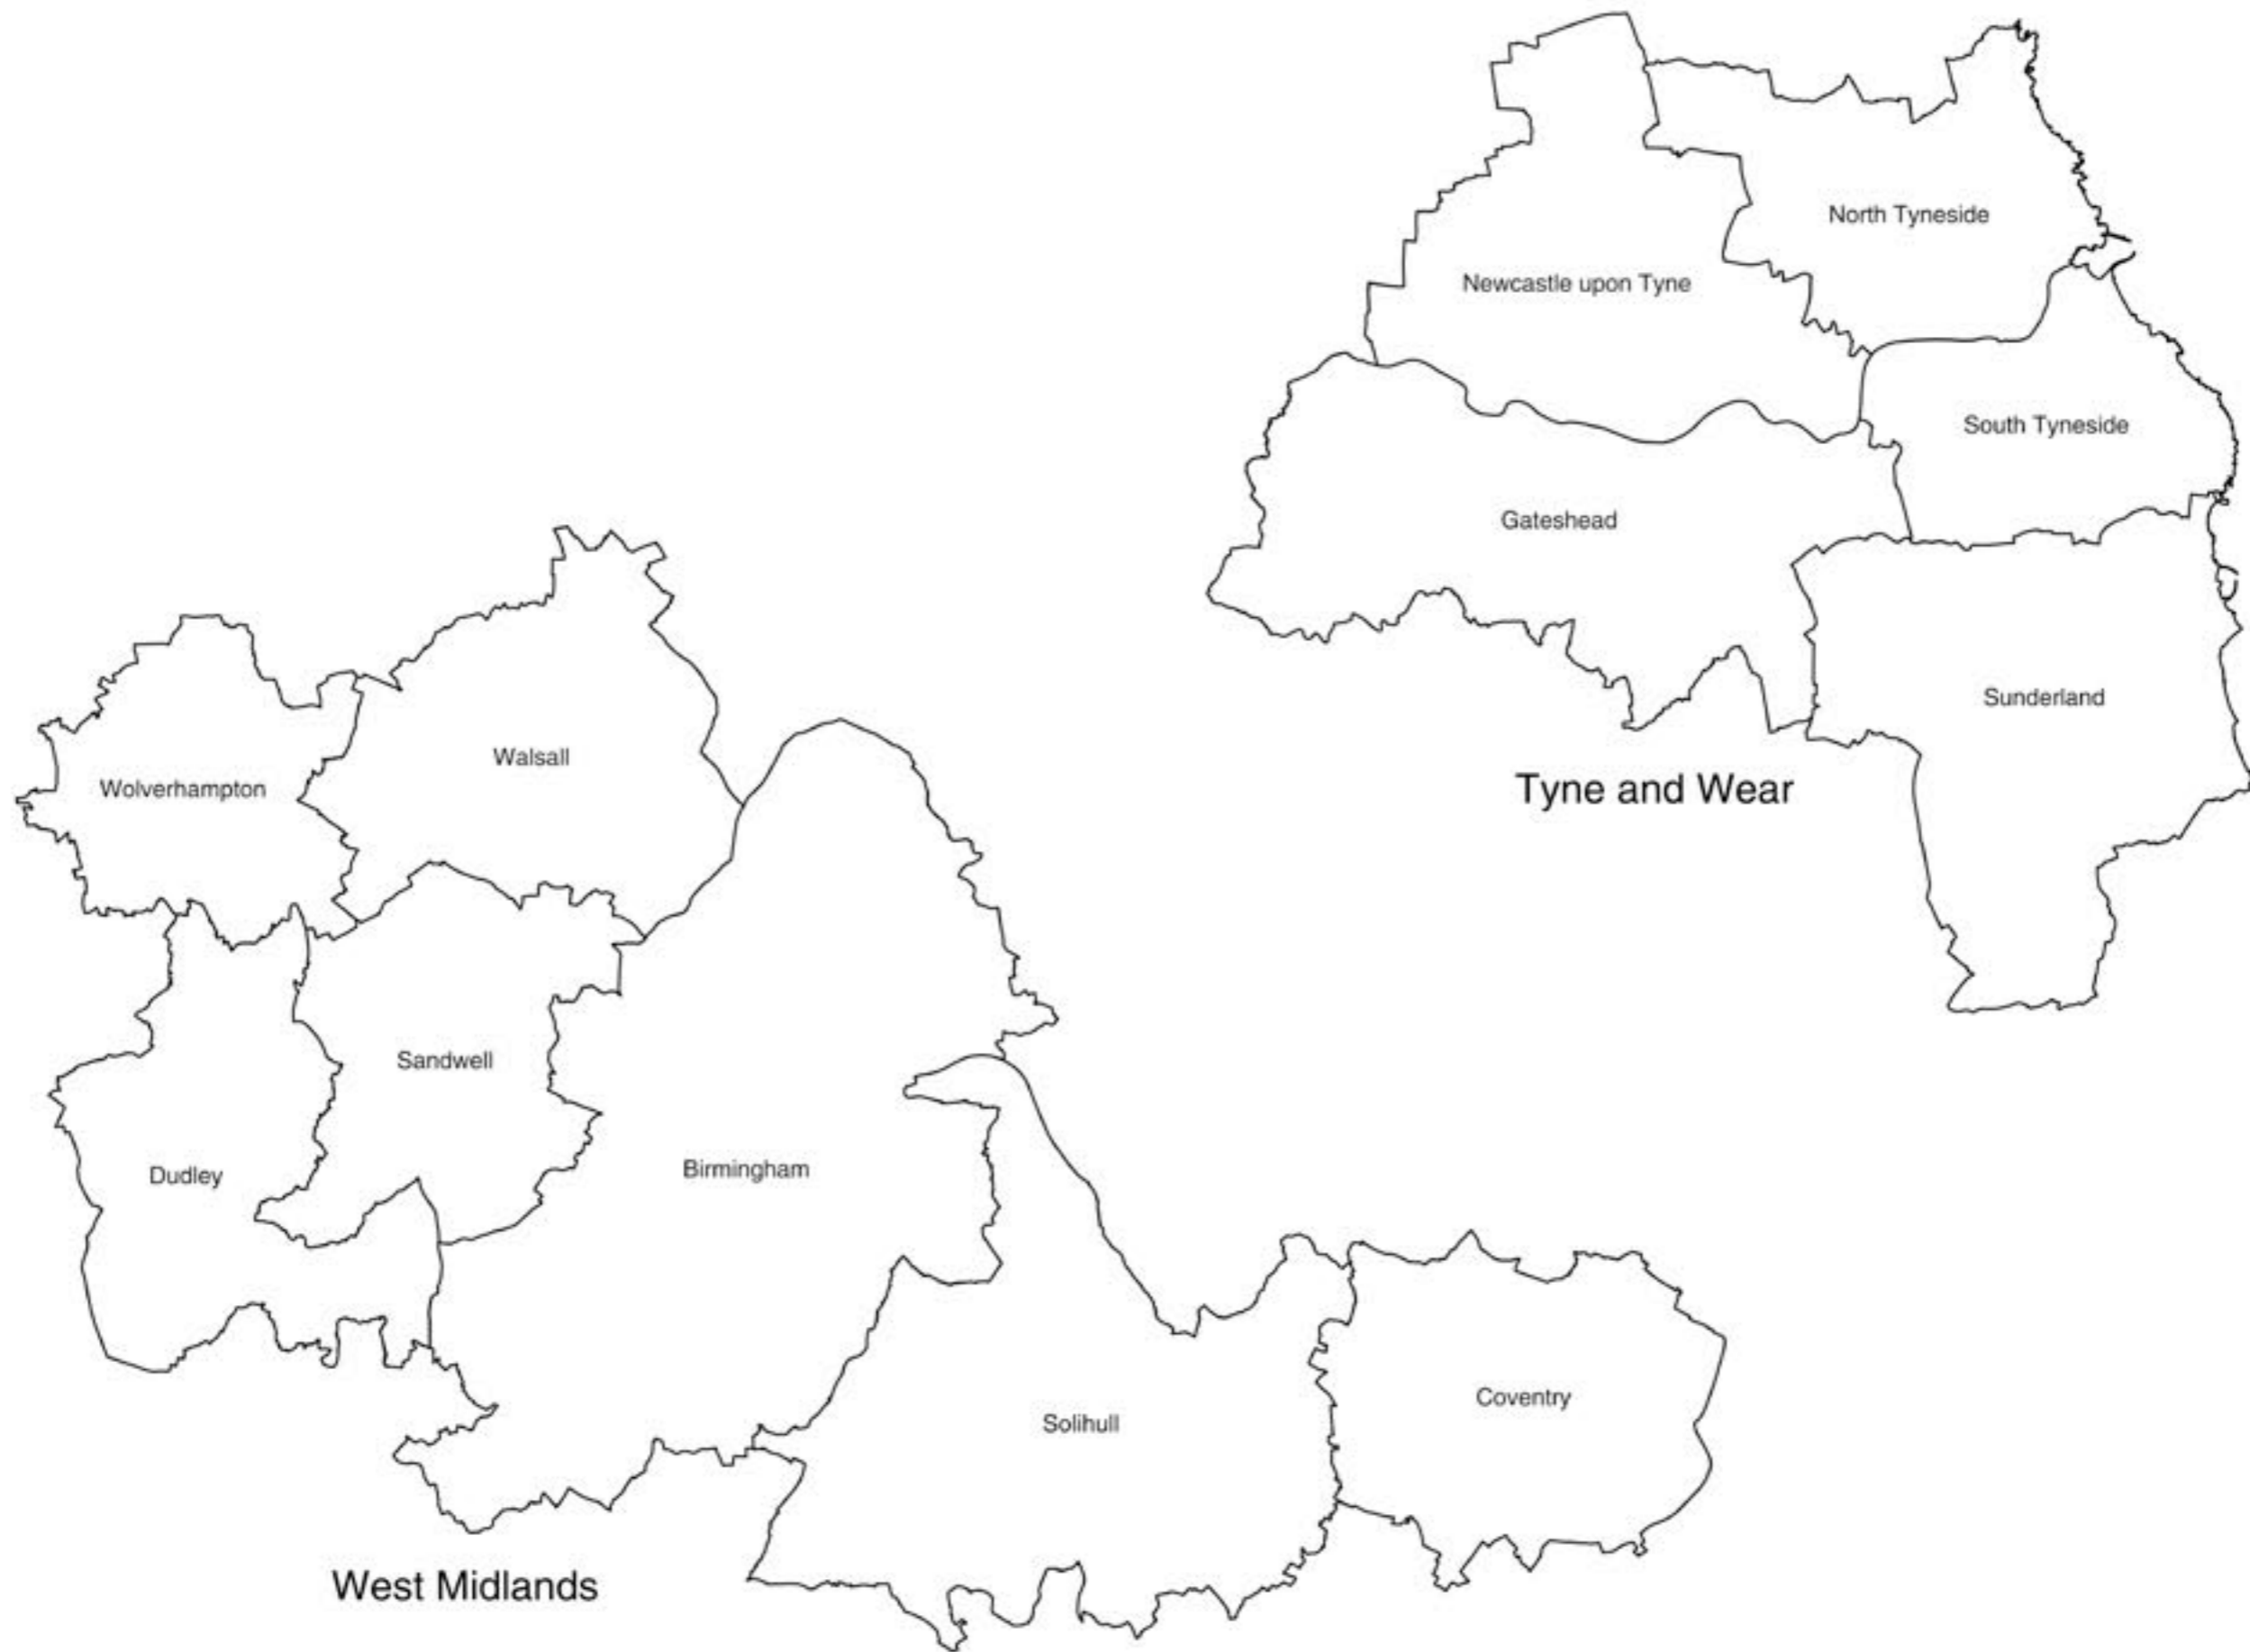 North Tyneside
Newcastle upon Tyne
South Tyneside
Gateshead
Sunderland
Tyne and Wear
Walsall
Wolverhampton
Sandwell
Birmingham
Dudley
Coventry
Solihull
West Midlands